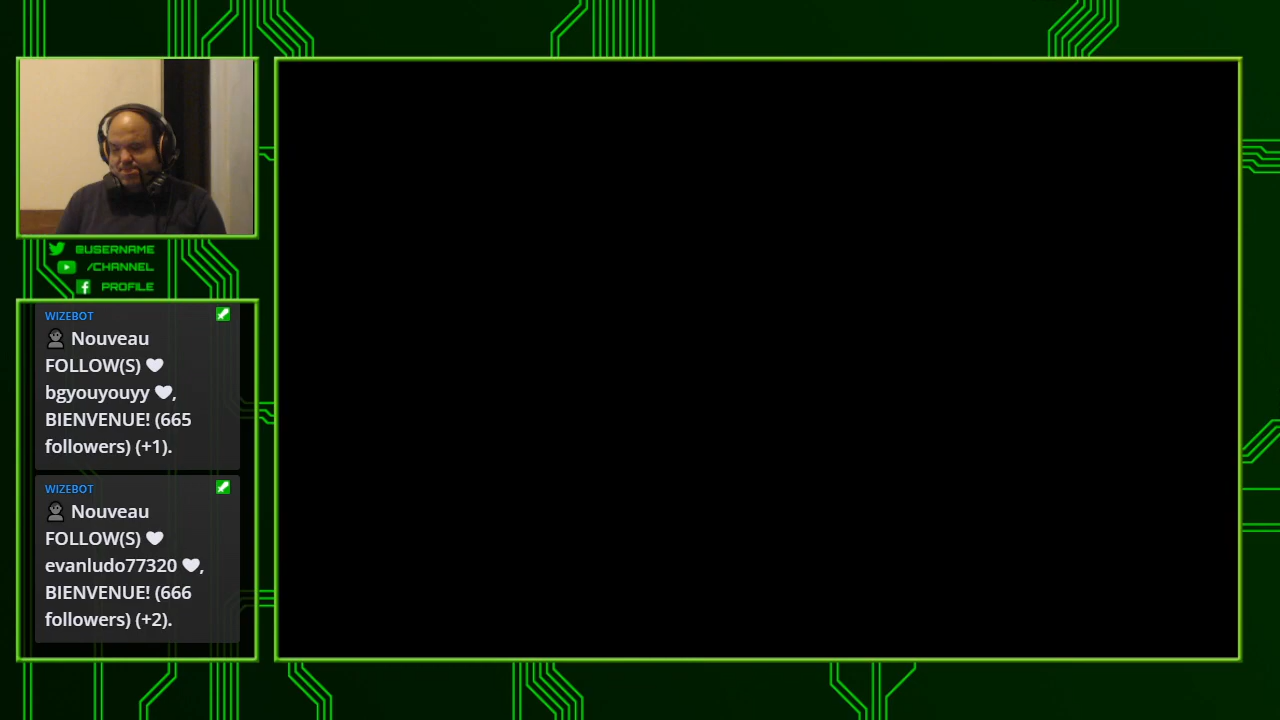 @USERNAME
/CHANNEL
PROFILE
WIZEBOT
Nouveau
FOLLOW(S) 🤍
bgyouyouyy 🤍,
BIENVENUE! (665
followers) (+1).
WIZEBOT
Nouveau
FOLLOW(S) 🤍
evanludo77320 🤍,
BIENVENUE! (666
followers) (+2).